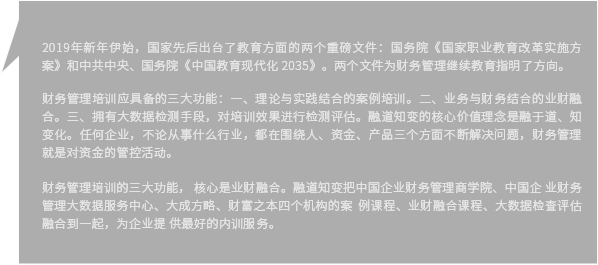 2019年新年伊始，国家先后出台了教育方面的两个重磅文件：国务院《国家职业教育改革实施方
案》和中共中央、国务院《中国教育现代化 2035》。两个文件为财务管理继续教育指明了方向。
财务管理培训应具备的三大功能：一、理论与实践结合的案例培训。二、业务与财务结合的业财融
合。三、拥有大数据检测手段，对培训效果进行检测评估。融道知变的核心价值理念是融于道、知
变化。任何企业，不论从事什么行业，都在围绕人、资金、产品三个方面不断解决问题，财务管理
就是对资金的管控活动。
财务管理培训的三大功能， 核心是业财融合。融道知变把中国企业财务管理商学院、中国企 业财务
管理大数据服务中心、大成方略、财富之本四个机构的案 例课程、业财融合课程、大数据检查评估
融合到一起，为企业提 供最好的内训服务。